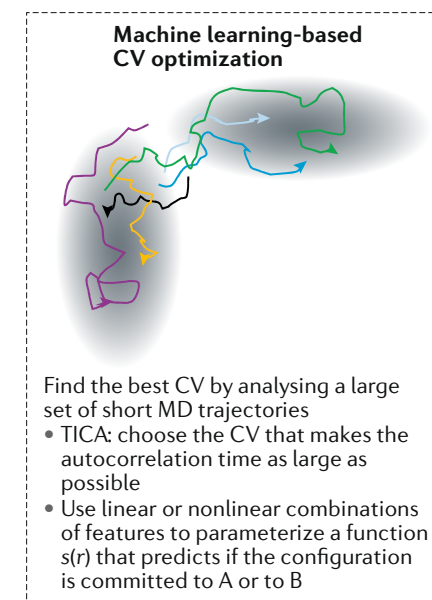 Machine learning-based
CV optimization
Find the best CV by analysing a large
set of short MD trajectories
• TICA: choose the CV that makes the
autocorrelation time as large as
possible
• Use linear or nonlinear combinations
of features to parameterize a function
s(r) that predicts if the configuration
is committed to A or to B